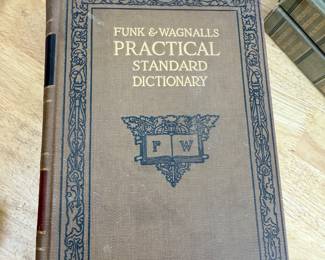 FUNK & WAGNALLS
PRACTICAL
STANDARD
DICTIONARY
F W